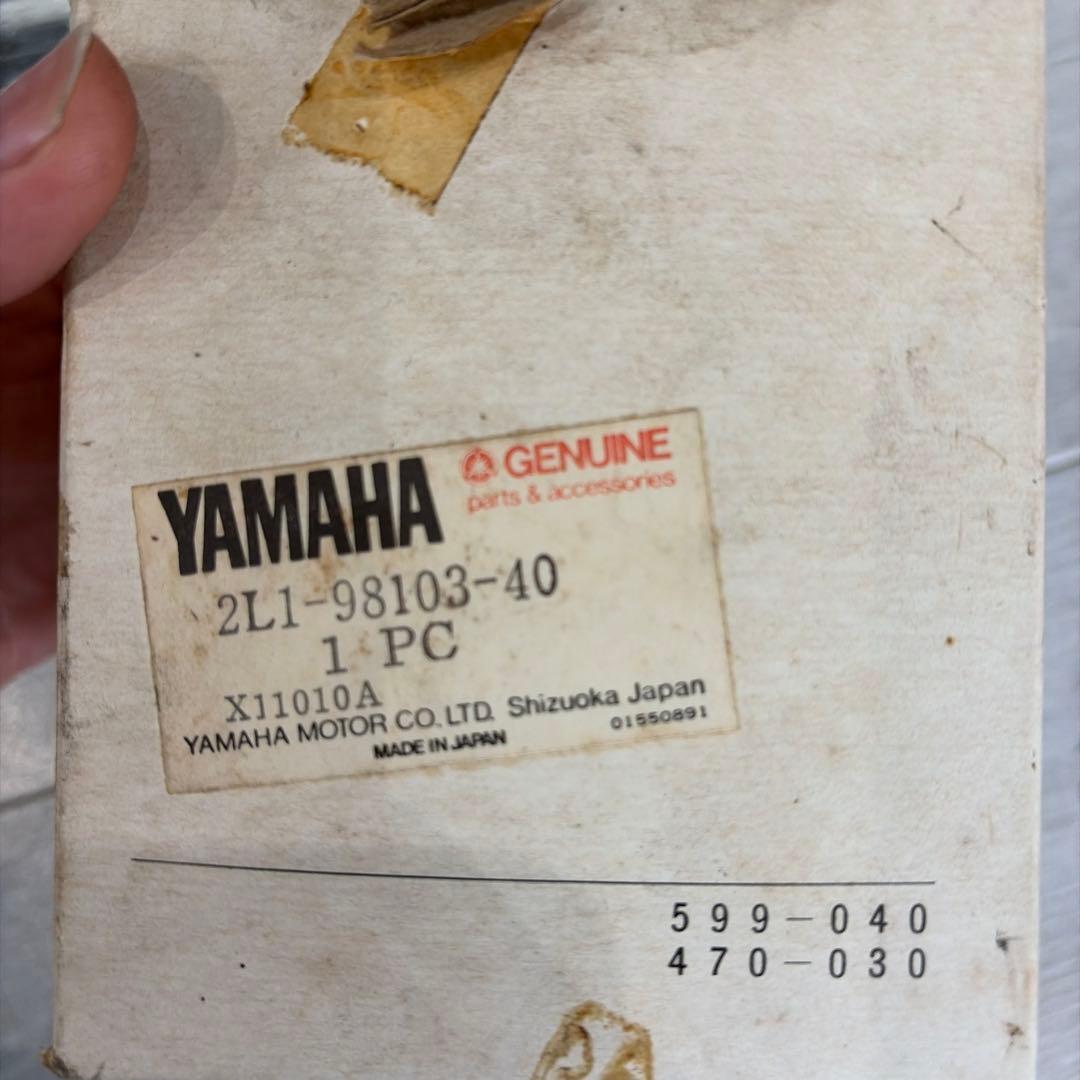 YAMAHA GENUINE
parts & accessories
2L1-98103-40
1 PC
X11010A
YAMAHA MOTOR CO., LTD. Shizuoka Japan
MADE IN JAPAN 01550891
599-040
470-030